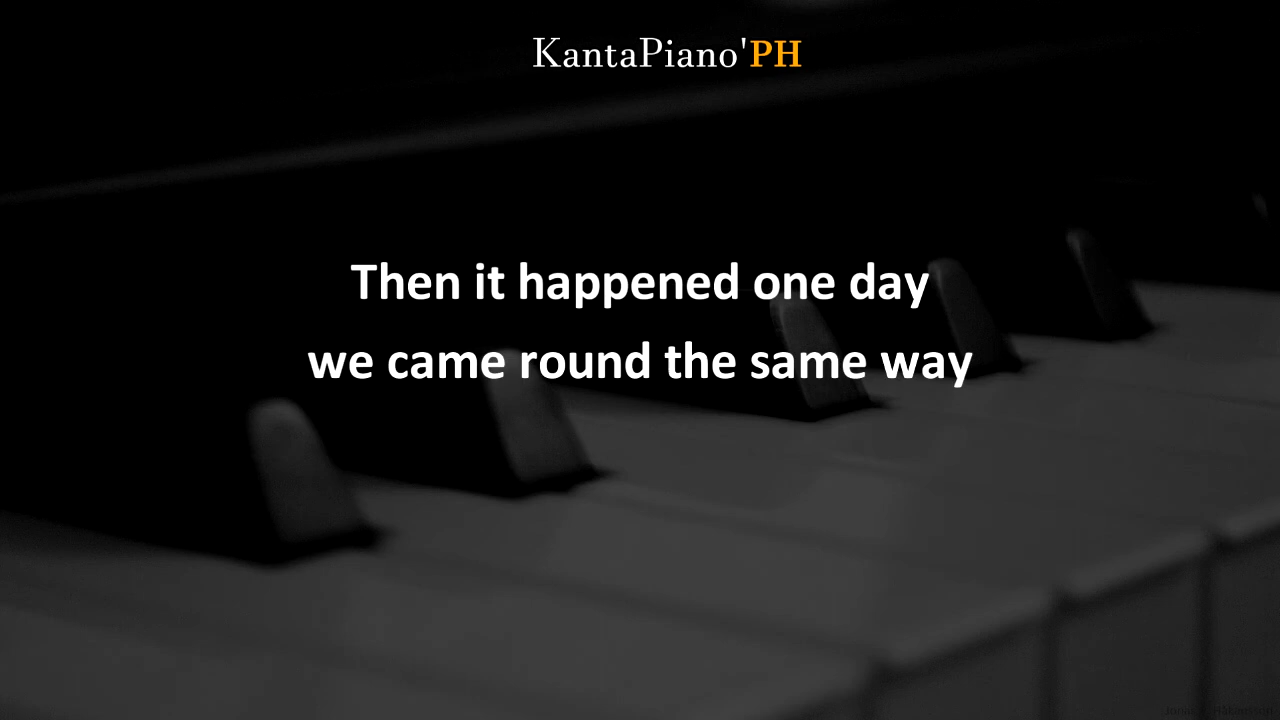 KantaPiano'PH
Then it happened one day
we came round the same way